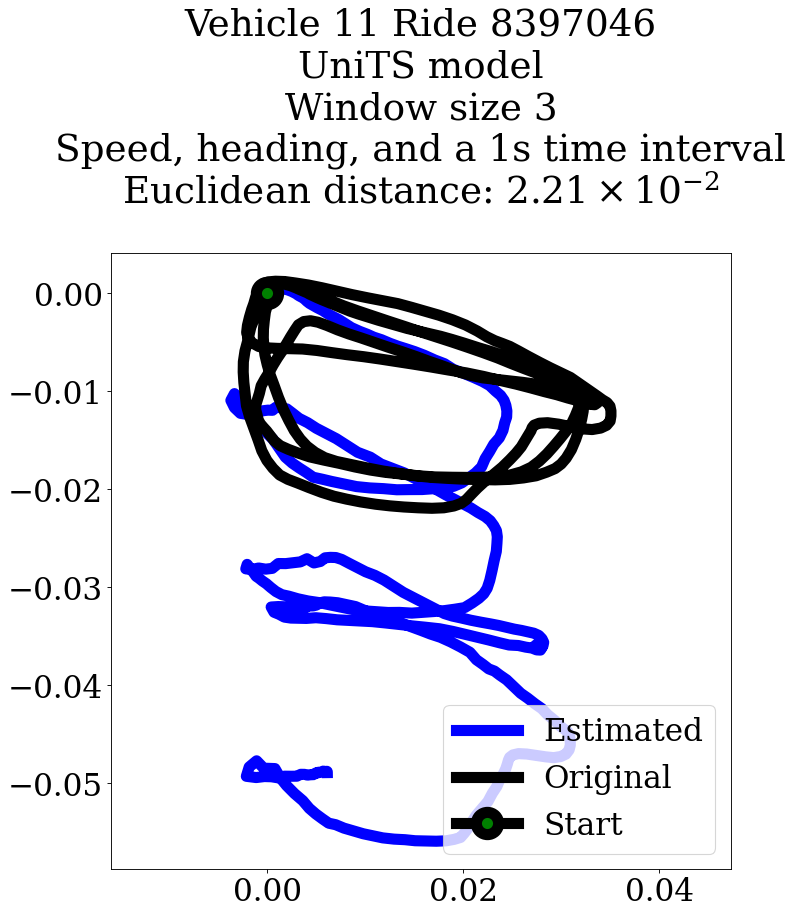 Vehicle 11 Ride 8397046
UniTS model
Window size 3
Speed, heading, and a 1s time interval
Euclidean distance: 2.21 × 10⁻²
0.00
−0.01
−0.02
−0.03
−0.04
−0.05
Estimated
Original
Start
0.00 0.02 0.04